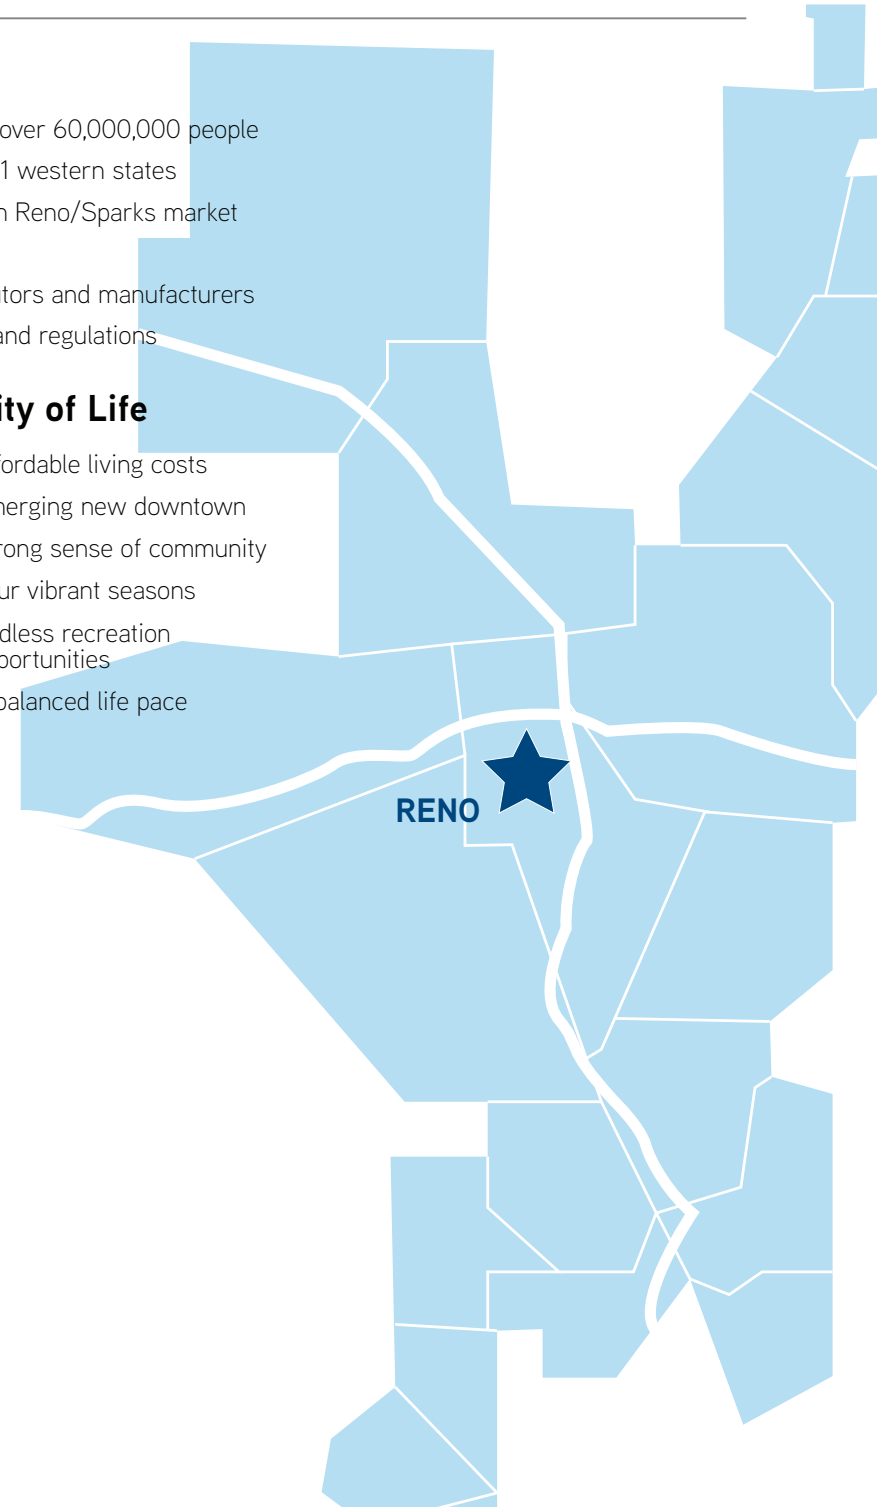 over 60,000,000 people
1 western states
n Reno/Sparks market
tors and manufacturers
and regulations
ity of Life
fordable living costs
nerging new downtown
rong sense of community
ur vibrant seasons
dless recreation
portunities
balanced life pace
RENO